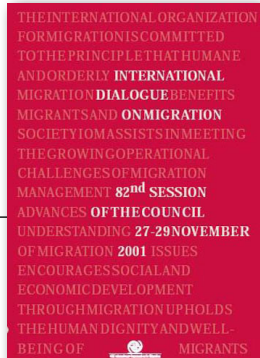 THEINTERNATIONALORGANIZATION
FORMIGRATIONISCOMMITTED
TOTHEPRINCIPLETHATHUMANE
ANDORDERLY INTERNATIONAL
MIGRATION DIALOGUE BENEFITS
MIGRANTSAND ONMIGRATION
SOCIETYIOMASSISTSINMEETING
THEGROWINGOPERATIONAL
CHALLENGESOFMIGRATION
MANAGEMENT 82nd SESSION
ADVANCES OFTHECOUNCIL
UNDERSTANDING 27-29NOVEMBER
OFMIGRATION 2001 ISSUES
ENCOURAGESSOCIALAND
ECONOMICDEVELOPMENT
THROUGHMIGRATIONUPHOLDS
THEHUMANDIGNITYANDWELL-
BEINGOF MIGRANTS